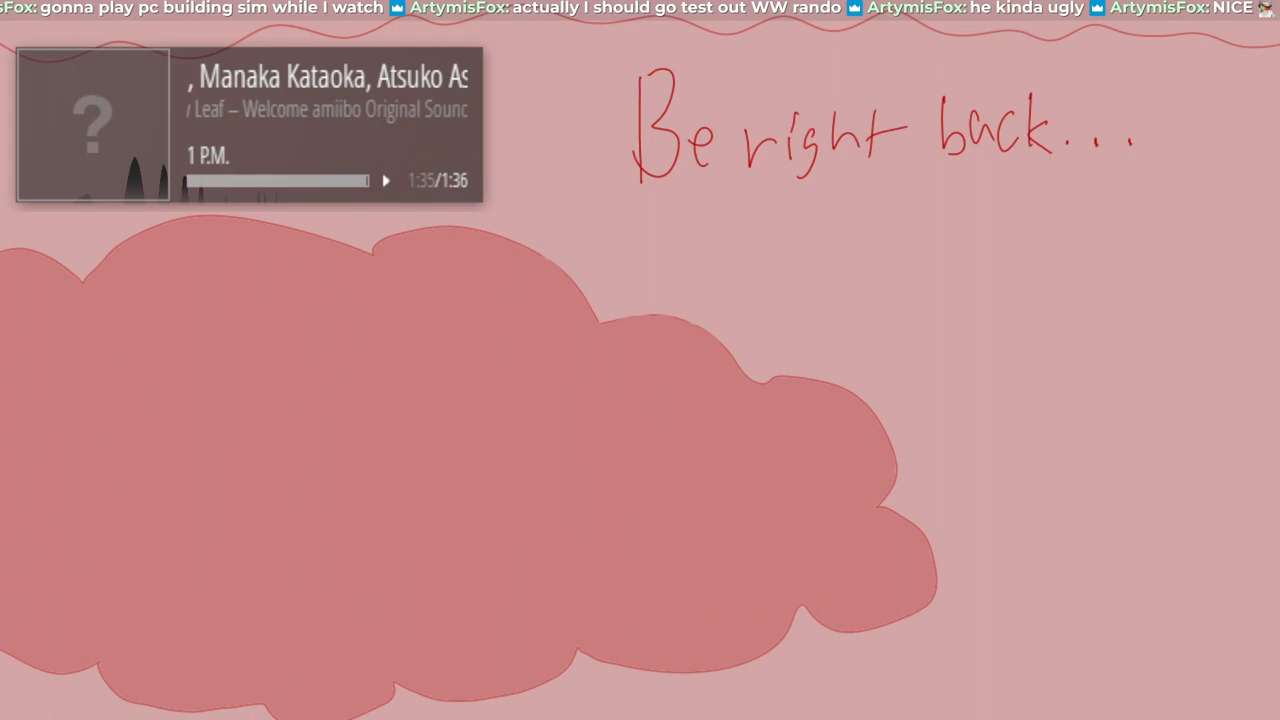 sFox: gonna play pc building sim while I watch ArtymisFox: actually I should go test out WW rando ArtymisFox: he kinda ugly ArtymisFox: NICE
, Manaka Kataoka, Atsuko As
Leaf – Welcome amiibo Original Sounc
1 P.M.
1:35/1:36
?
Be right back...